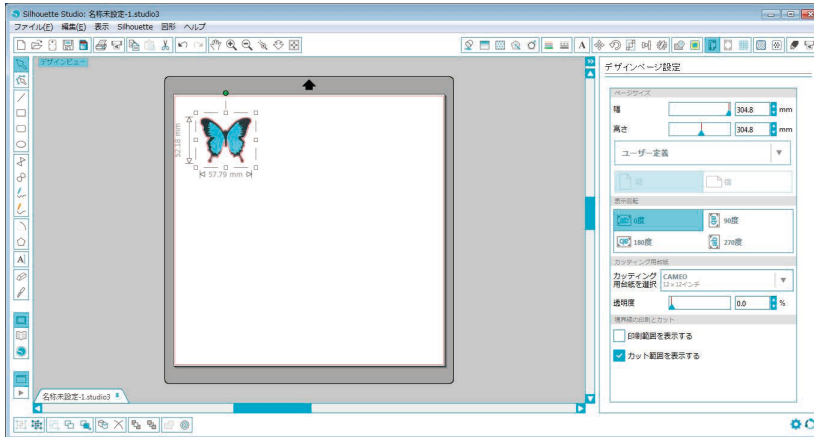 Silhouette Studio: 名称未設定-1.studio3
ファイル(F) 編集(E) 表示 Silhouette 図形 ヘルプ
デザインビュー
52.18 mm
57.79 mm
名称未設定-1.studio3
デザインページ設定
ページサイズ
幅 304.8 mm
高さ 304.8 mm
ユーザー定義
縦 横
表示回転
0度 90度
180度 270度
カッティング用台紙
カッティング用台紙を選択
CAMEO
12 x 12インチ
透明度 0.0 %
境界線の印刷とカット
印刷範囲を表示する
カット範囲を表示する